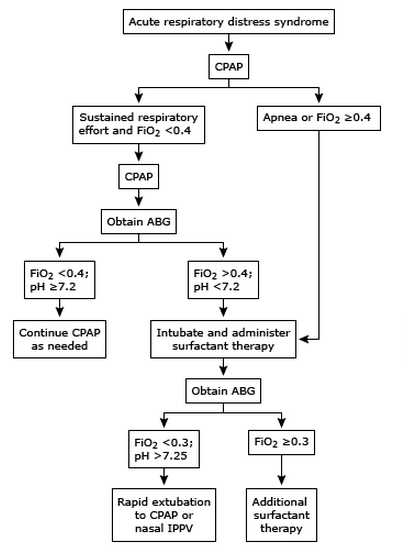 Acute respiratory distress syndrome
CPAP
Sustained respiratory
effort and FiO2 <0.4
Apnea or FiO2 ≥0.4
CPAP
Obtain ABG
FiO2 <0.4;
pH ≥7.2
FiO2 >0.4;
pH <7.2
Continue CPAP
as needed
Intubate and administer
surfactant therapy
Obtain ABG
FiO2 <0.3;
pH >7.25
FiO2 ≥0.3
Rapid extubation
to CPAP or
nasal IPPV
Additional
surfactant
therapy